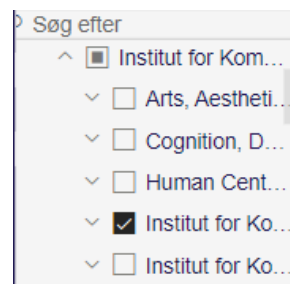 Søg efter
Institut for Kom...
Arts, Aestheti...
Cognition, D...
Human Cent...
Institut for Ko...
Institut for Ko...